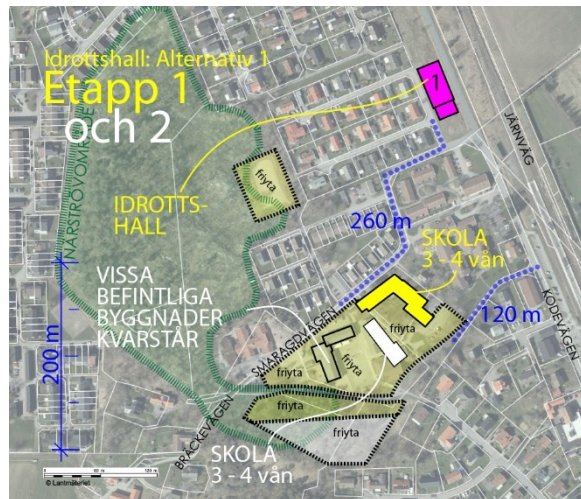 Idrottshall: Alternativ 1
Etapp 1
och 2
1
JÄRNVÄG
NÄRSTRÖVOMRÅDE
friyta
IDROTTS-
HALL
260 m
SKOLA
3 - 4 vån
VISSA
BEFINTLIGA
BYGGNADER
KVARSTÅR
200 m
SMARAGDVÄGEN
friyta
friyta
friyta
120 m
KODEVÄGEN
friyta
friyta
BRÄCKEVÄGEN
SKOLA
3 - 4 vån
© Lantmäteriet